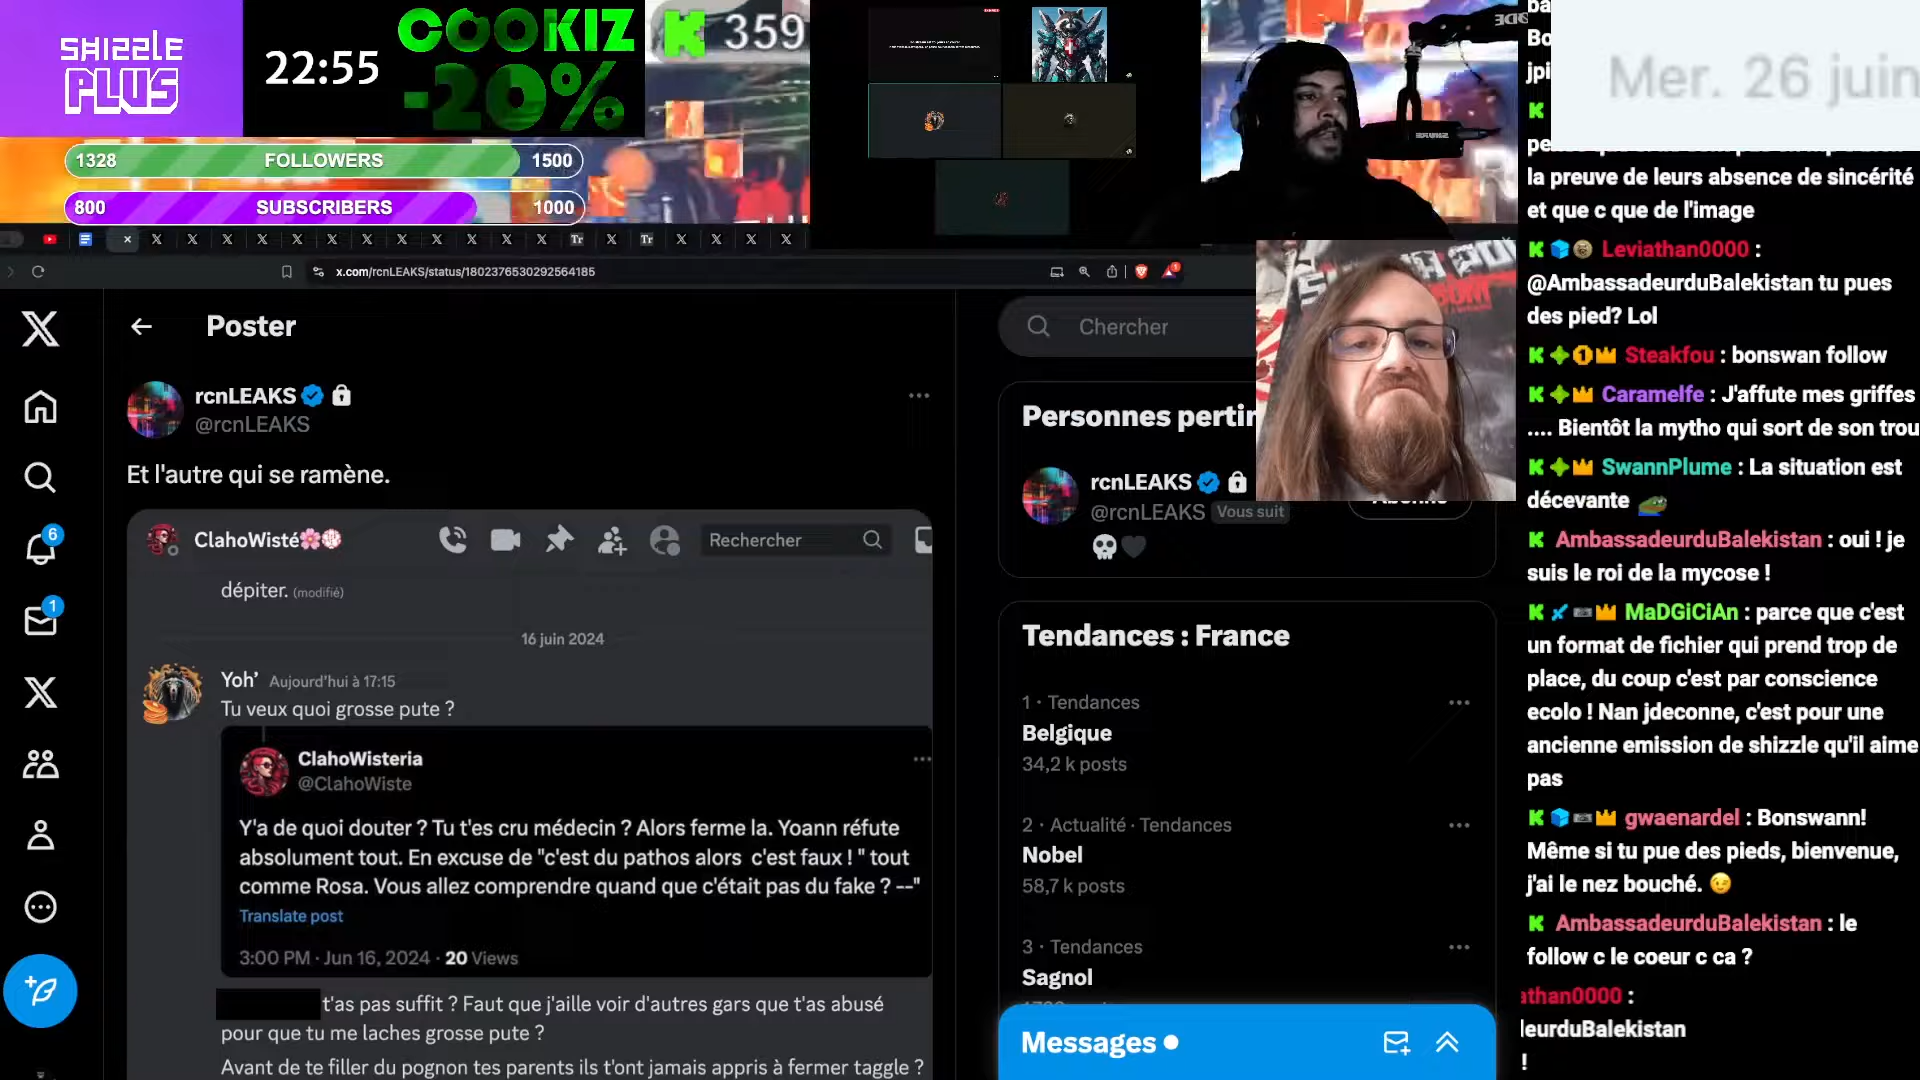 SHIZZLE
PLUS
22:55
COOKIZ
-20%
359
1328 FOLLOWERS 1500
800 SUBSCRIBERS 1000
x.com/rcnLEAKS/status/1802376530292564185
Poster
rcnLEAKS
@rcnLEAKS
Et l'autre qui se ramène.
ClahoWisté
Rechercher
dépiter. (modifié)
16 juin 2024
Yoh’ Aujourd'hui à 17:15
Tu veux quoi grosse pute ?
ClahoWisteria
@ClahoWiste
Y'a de quoi douter ? Tu t'es cru médecin ? Alors ferme la. Yoann réfute
absolument tout. En excuse de "c'est du pathos alors c'est faux ! " tout
comme Rosa. Vous allez comprendre quand que c'était pas du fake ? --"
Translate post
3:00 PM · Jun 16, 2024 · 20 Views
t'as pas suffit ? Faut que j'aille voir d'autres gars que t'as abusé
pour que tu me laches grosse pute ?
Avant de te filler du pognon tes parents ils t'ont jamais appris à fermer taggle ?
6
1
Chercher
Personnes pertin
rcnLEAKS
@rcnLEAKS Vous suit
Tendances : France
1 · Tendances
Belgique
34,2 k posts
2 · Actualité · Tendances
Nobel
58,7 k posts
3 · Tendances
Sagnol
Messages
Mer. 26 juin
Bo
jpi
la preuve de leurs absence de sincérité
et que c que de l'image
Leviathan0000 :
@AmbassadeurduBalekistan tu pues
des pied? Lol
Steakfou : bonswan follow
Caramelfe : J'affute mes griffes
.... Bientôt la mytho qui sort de son trou
SwannPlume : La situation est
décevante
AmbassadeurduBalekistan : oui ! je
suis le roi de la mycose !
MaDGiCiAn : parce que c'est
un format de fichier qui prend trop de
place, du coup c'est par conscience
ecolo ! Nan jdeconne, c'est pour une
ancienne emission de shizzle qu'il aime
pas
gwaenardel : Bonswann!
Même si tu pue des pieds, bienvenue,
j'ai le nez bouché.
AmbassadeurduBalekistan : le
follow c le coeur c ca ?
athan0000 :
eurduBalekistan
!